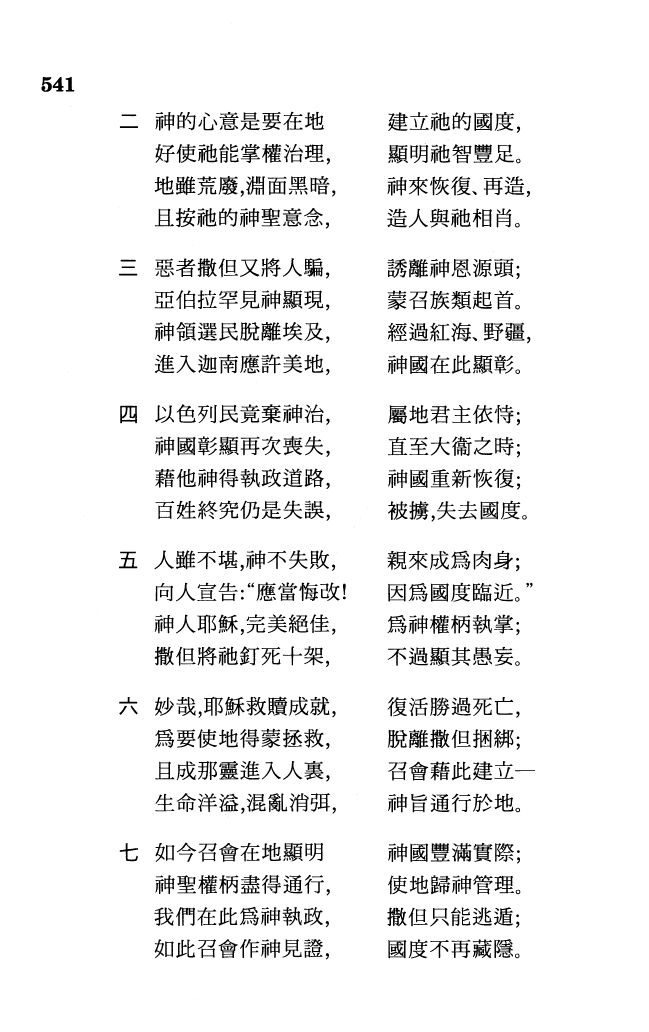 541
二 神的心意是要在地 建立祂的國度,
好使祂能掌權治理, 顯明祂智豐足。
地雖荒廢,淵面黑暗, 神來恢復、再造,
且按祂的神聖意念, 造人與祂相肖。
三 惡者撒但又將人騙, 誘離神恩源頭;
亞伯拉罕見神顯現, 蒙召族類起首。
神領選民脫離埃及, 經過紅海、野疆,
進入迦南應許美地, 神國在此顯彰。
四 以色列民竟棄神治, 屬地君主依恃;
神國彰顯再次喪失, 直至大衞之時;
藉他神得執政道路, 神國重新恢復;
百姓終究仍是失誤, 被擄,失去國度。
五 人雖不堪,神不失敗, 親來成爲肉身;
向人宣告:“應當悔改! 因爲國度臨近。”
神人耶穌,完美絕佳, 爲神權柄執掌;
撒但將祂釘死十架, 不過顯其愚妄。
六 妙哉,耶穌救贖成就, 復活勝過死亡,
爲要使地得蒙拯救, 脫離撒但捆綁;
且成那靈進入人裏, 召會藉此建立─
生命洋溢,混亂消弭, 神旨通行於地。
七 如今召會在地顯明 神國豐滿實際;
神聖權柄盡得通行, 使地歸神管理。
我們在此爲神執政, 撒但只能逃遁;
如此召會作神見證, 國度不再藏隱。